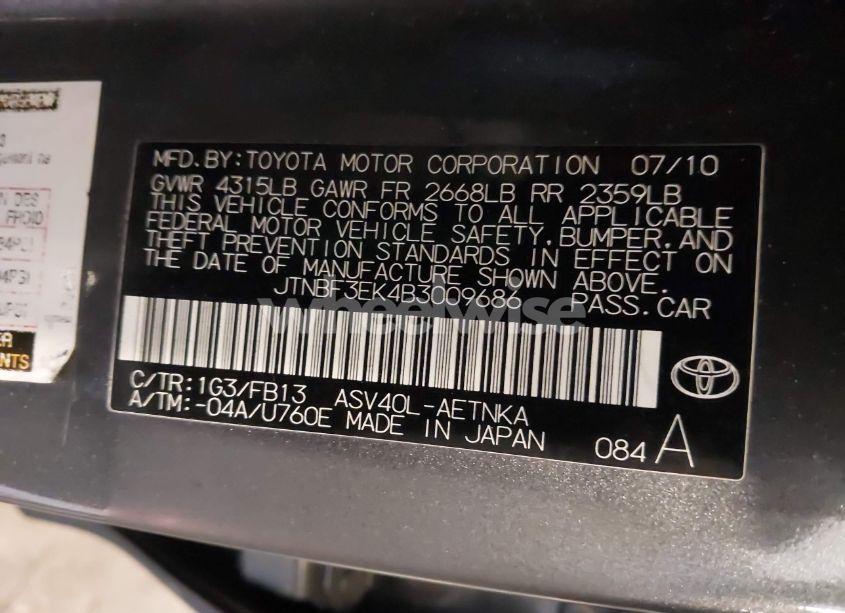 MFD. BY: TOYOTA MOTOR CORPORATION 07/10
GVWR 4315LB GAWR FR 2668LB RR 2359LB
THIS VEHICLE CONFORMS TO ALL APPLICABLE
FEDERAL MOTOR VEHICLE SAFETY, BUMPER, AND
THEFT PREVENTION STANDARDS IN EFFECT ON
THE DATE OF MANUFACTURE SHOWN ABOVE.
JTNBF3EK4B3009686 PASS. CAR
wheelwise
C/TR: 1G3/FB13 ASV40L-AETNKA
A/TM: -04A/U760E MADE IN JAPAN
084 A